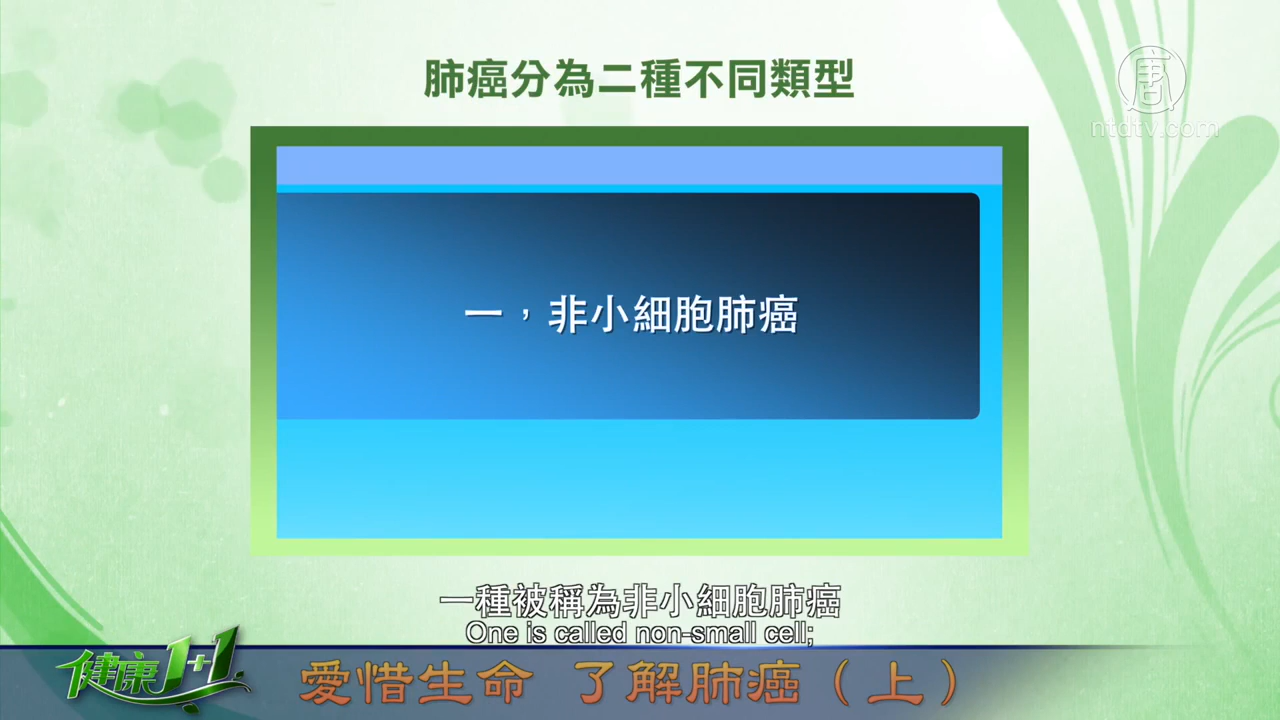 肺癌分為二種不同類型
唐
ntdtv.com
一，非小細胞肺癌
一種被稱為非小細胞肺癌
One is called non-small cell;
健康1+1
愛惜生命 了解肺癌（上）